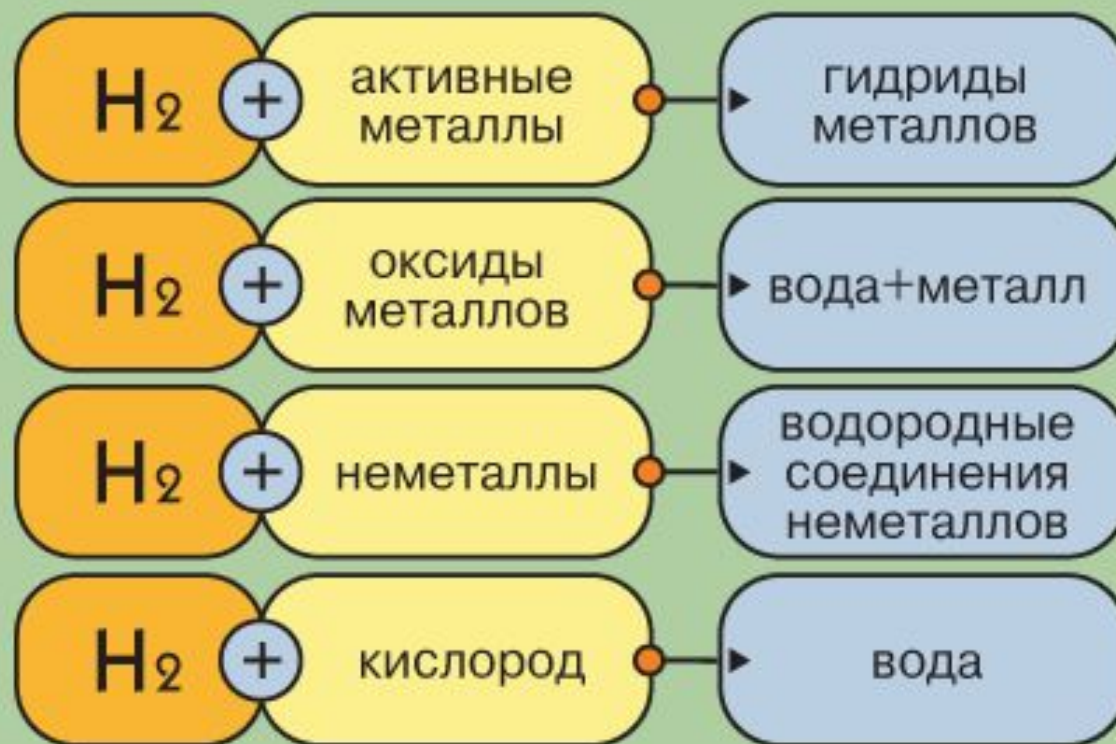 H2 + активные
металлы
гидриды
металлов
H2 + оксиды
металлов
вода+металл
H2 + неметаллы
водородные
соединения
неметаллов
H2 + кислород
вода